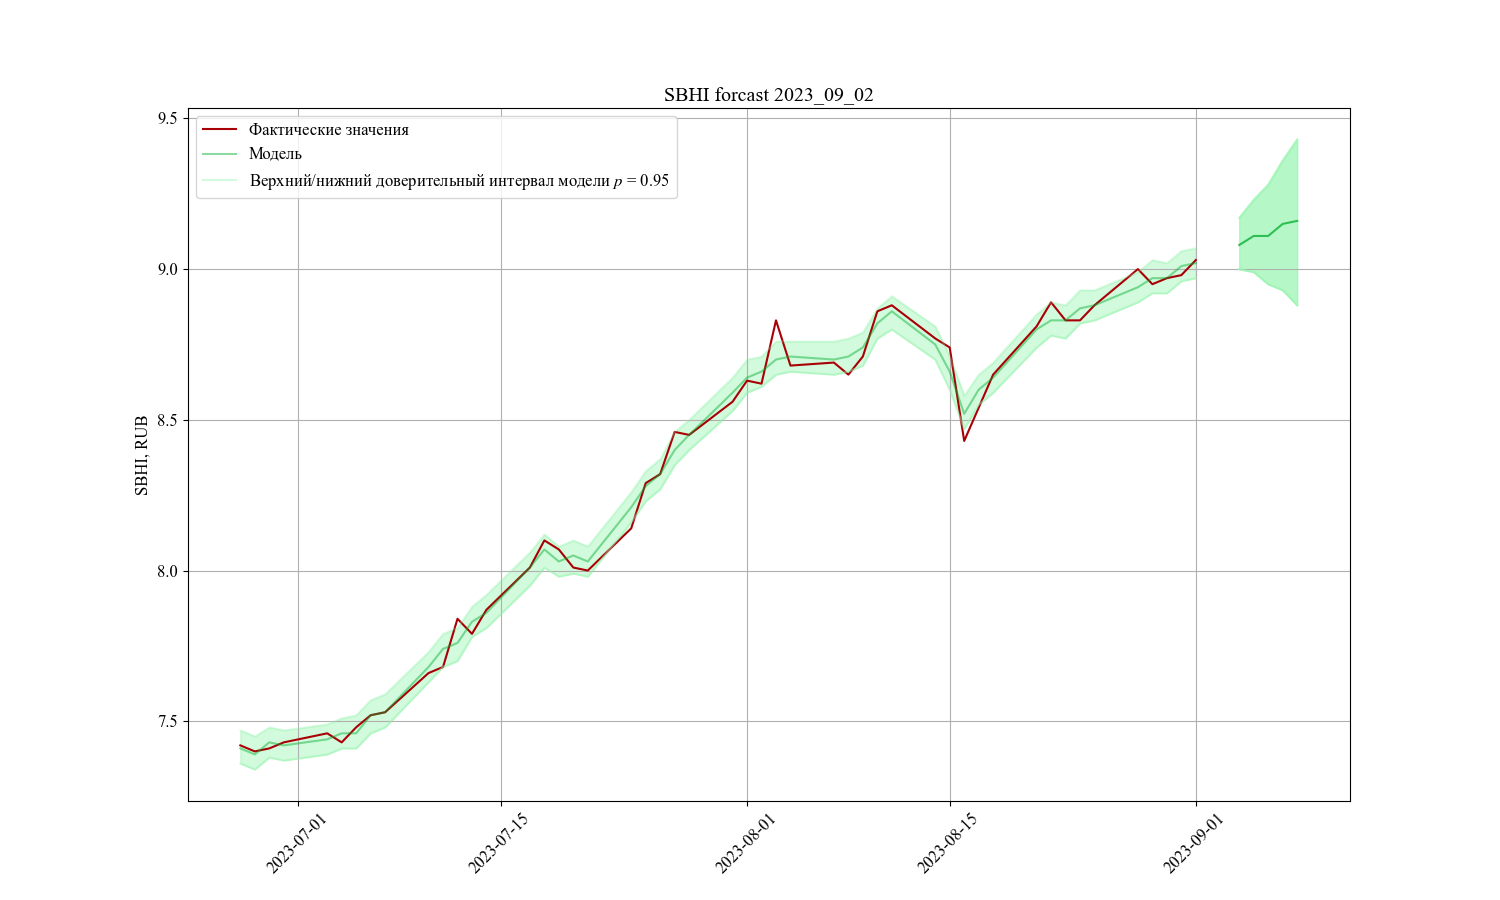 SBHI forcast 2023_09_02
9.5
Фактические значения
Модель
Верхний/нижний доверительный интервал модели p = 0.95
9.0
8.5
SBHI, RUB
8.0
7.5
2023-07-01
2023-07-15
2023-08-01
2023-08-15
2023-09-01